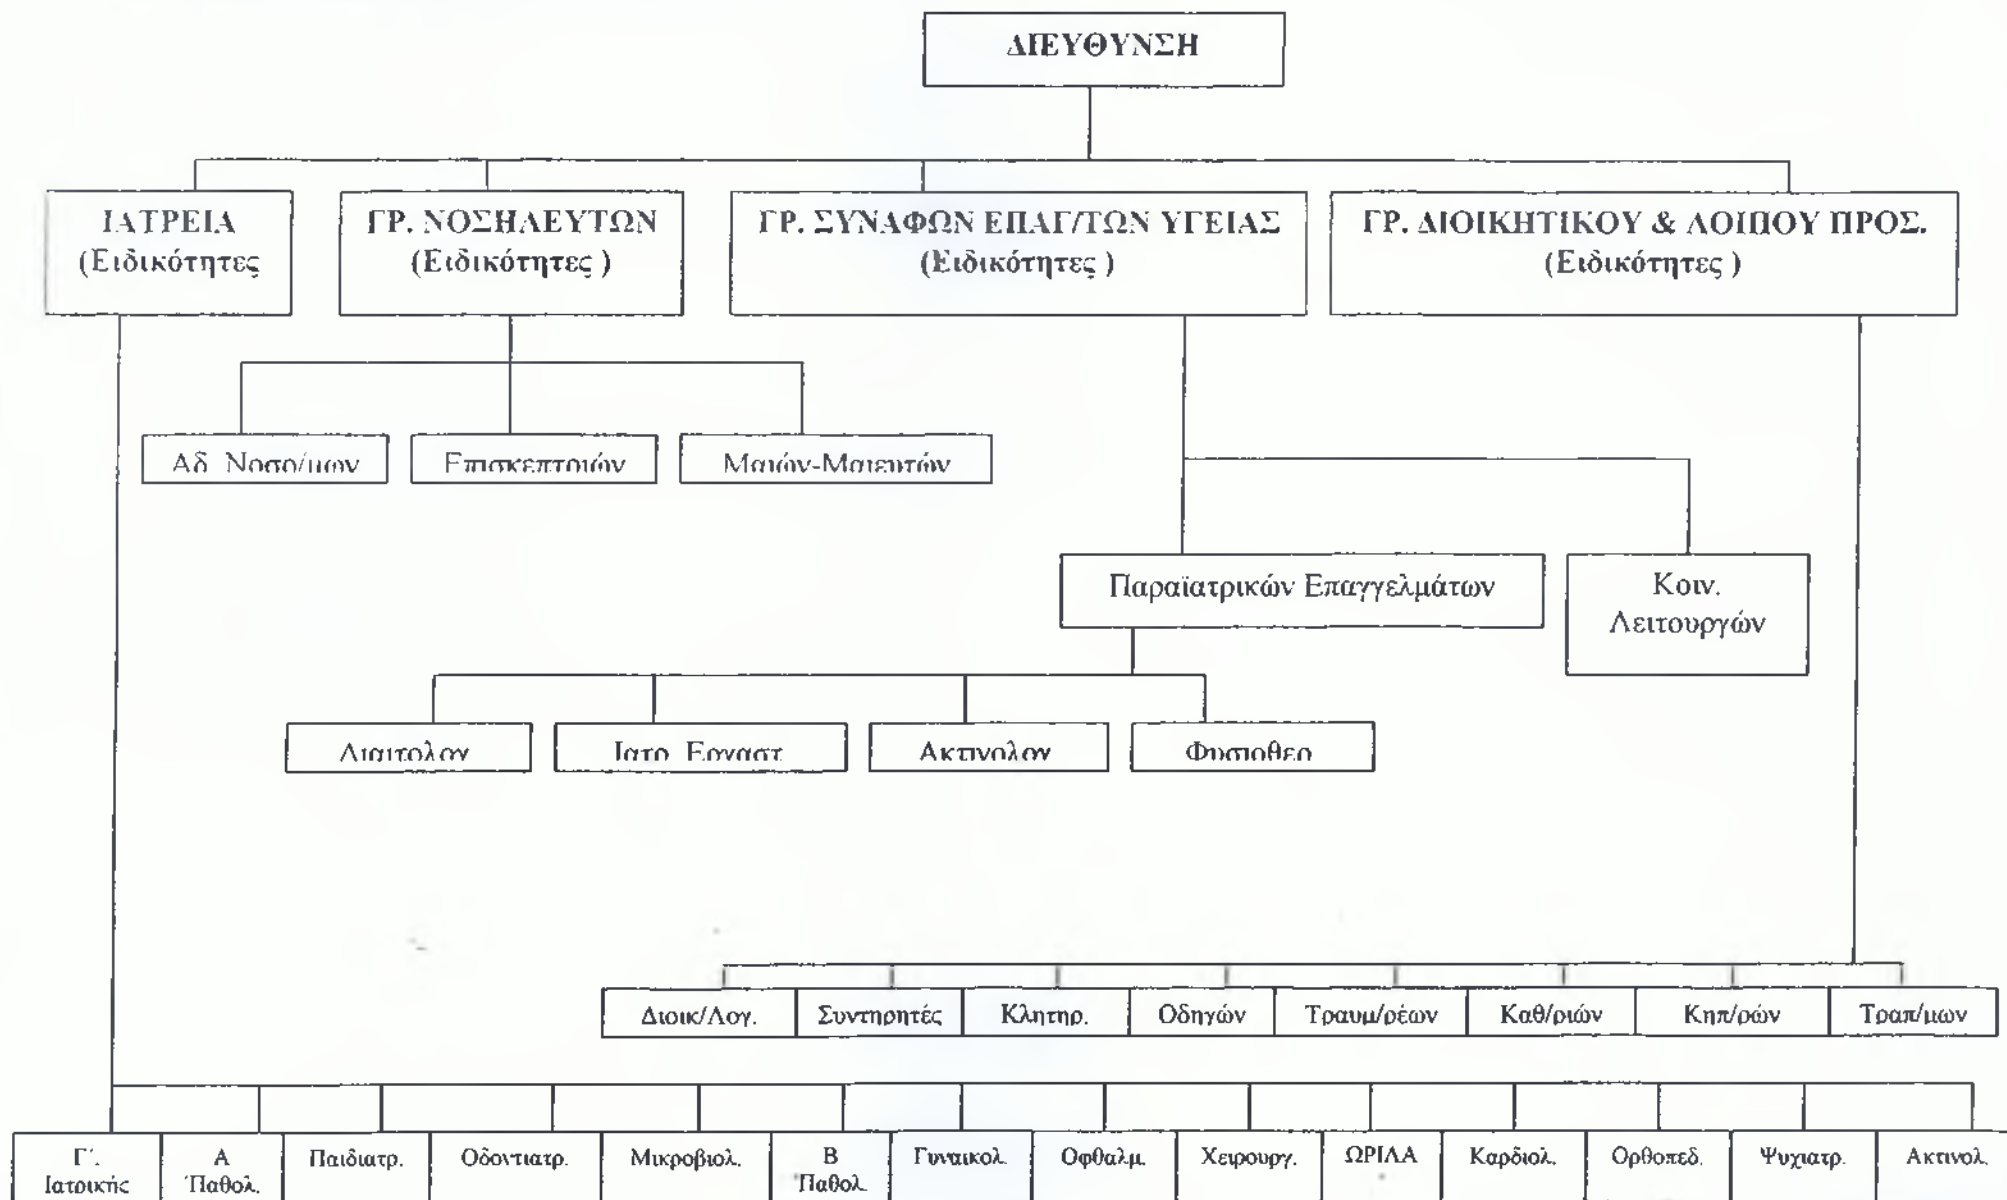 ΔΙΕΥΘΥΝΣΗ
ΙΑΤΡΕΙΑ
(Ειδικότητες
ΓΡ. ΝΟΣΗΛΕΥΤΩΝ
(Ειδικότητες )
ΓΡ. ΣΥΝΑΦΩΝ ΕΠΑΓ/ΤΩΝ ΥΓΕΙΑΣ
(Ειδικότητες )
ΓΡ. ΔΙΟΙΚΗΤΙΚΟΥ & ΛΟΙΠΟΥ ΠΡΟΣ.
(Ειδικότητες )
Αδ. Νοσο/μων
Επισκεπτριών
Μαιών-Μαιευτών
Παραϊατρικών Επαγγελμάτων
Κοιν.
Λειτουργών
Διαιτολογ
Ιατρ. Εργαστ
Ακτινολογ
Φυσιοθερ
Διοικ/Λογ.
Συντηρητές
Κλητηρ.
Οδηγών
Τραυμ/ρέων
Καθ/ριών
Κηπ/ρών
Τραπ/μων
Γ΄.
Ιατρικής
Α
΄Παθολ.
Παιδιατρ.
Οδοντιατρ.
Μικροβιολ.
Β
΄Παθολ.
Γυναικολ.
Οφθαλμ.
Χειρουργ.
ΩΡΙΛΑ
Καρδιολ.
Ορθοπεδ.
Ψυχιατρ.
Ακτινολ.